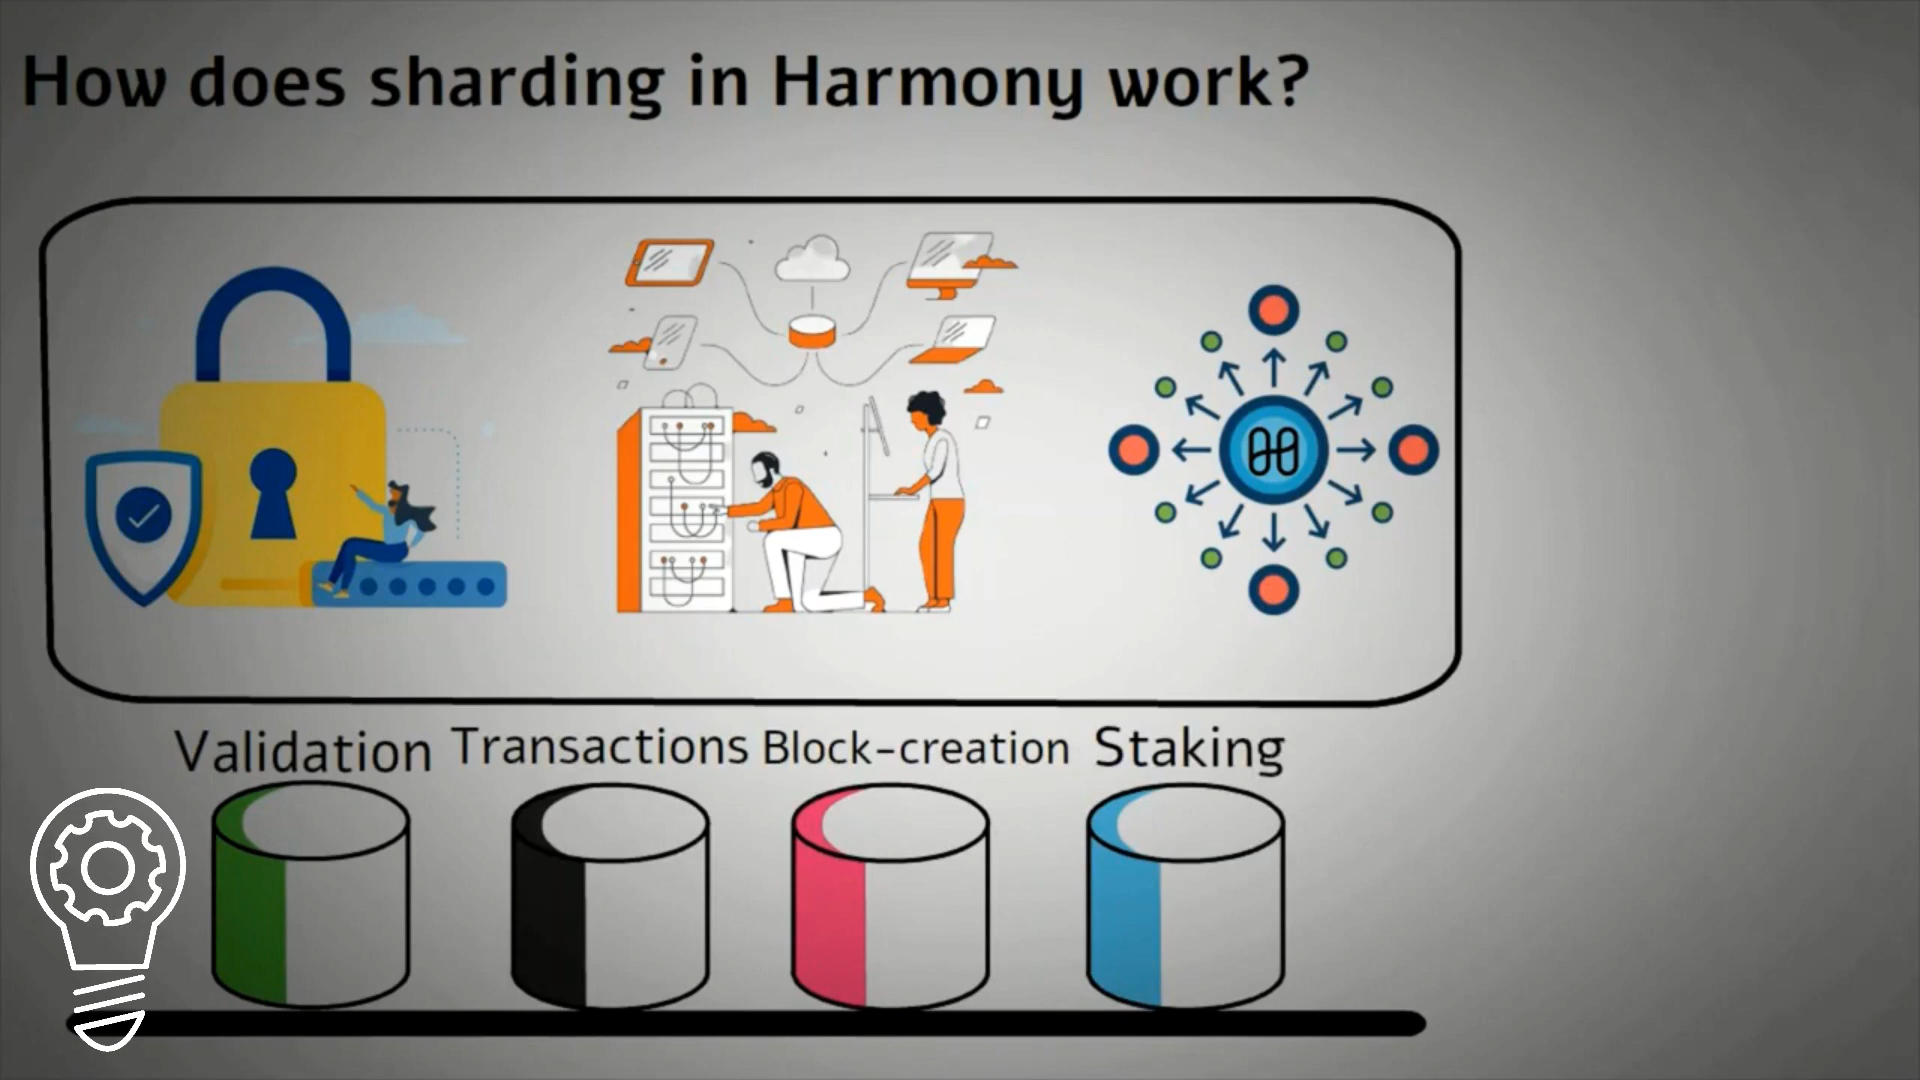 How does sharding in Harmony work?
Validation Transactions Block-creation Staking